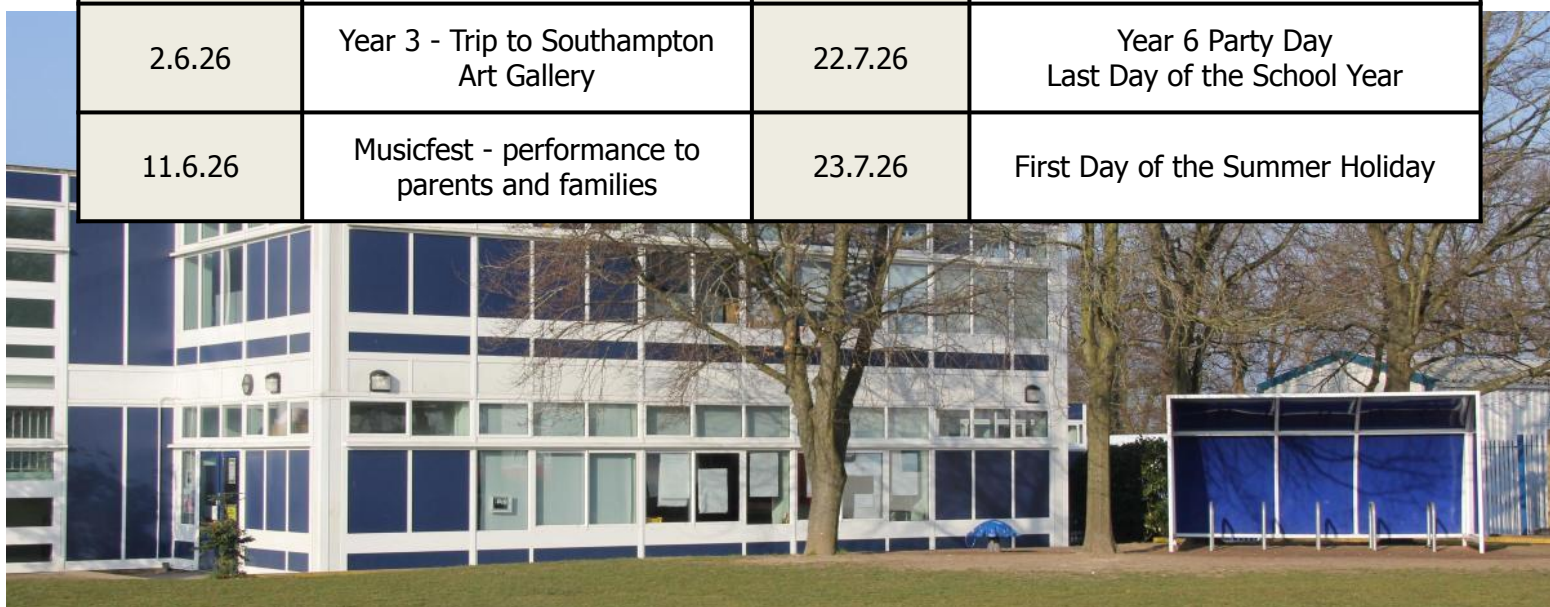 2.6.26
Year 3 - Trip to Southampton
Art Gallery
22.7.26
Year 6 Party Day
Last Day of the School Year
11.6.26
Musicfest - performance to
parents and families
23.7.26
First Day of the Summer Holiday